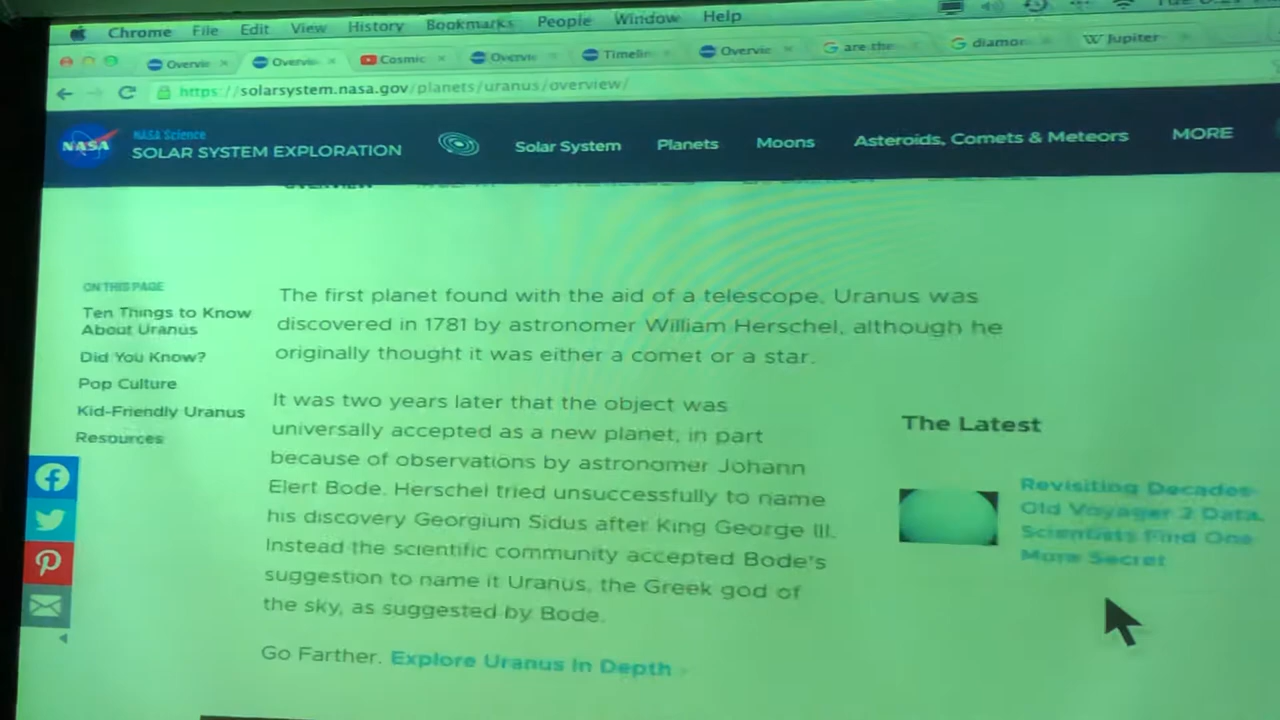 Chrome File Edit View History Bookmarks People Window Help
Overvie Overvie Cosmic Overvie Timelin Overvie are the diamon Jupiter
https://solarsystem.nasa.gov/planets/uranus/overview/
NASA
NASA Science
SOLAR SYSTEM EXPLORATION
Solar System Planets Moons Asteroids, Comets & Meteors MORE
OVERVIEW
ON THIS PAGE
Ten Things to Know
About Uranus
Did You Know?
Pop Culture
Kid-Friendly Uranus
Resources
The first planet found with the aid of a telescope, Uranus was
discovered in 1781 by astronomer William Herschel, although he
originally thought it was either a comet or a star.
It was two years later that the object was
universally accepted as a new planet, in part
because of observations by astronomer Johann
Elert Bode. Herschel tried unsuccessfully to name
his discovery Georgium Sidus after King George III.
Instead the scientific community accepted Bode's
suggestion to name it Uranus, the Greek god of
the sky, as suggested by Bode.
Go Farther. Explore Uranus In Depth
The Latest
Revisiting Decades-
Old Voyager 2 Data,
Scientists Find One
More Secret